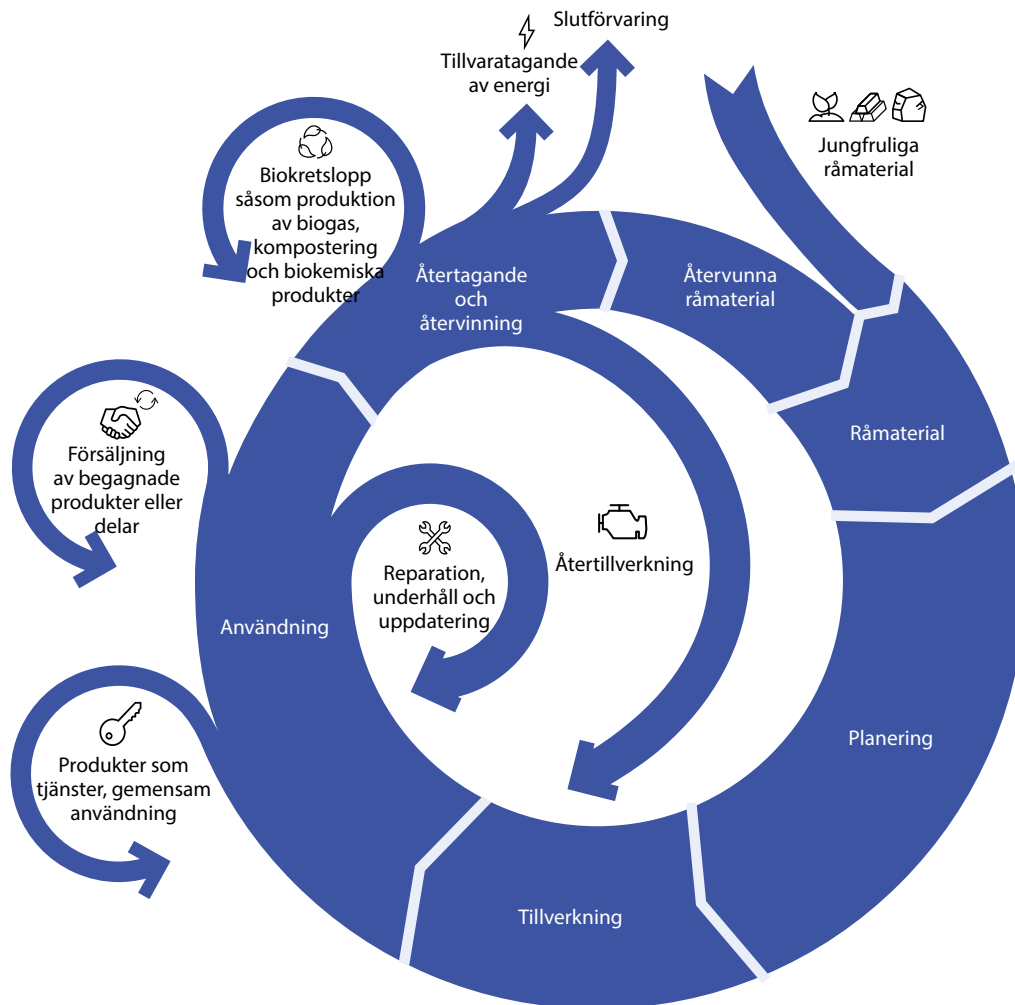 Slutförvaring
Tillvaratagande
av energi
Jungfruliga
råmaterial
Biokretslopp
såsom produktion
av biogas,
kompostering
och biokemiska
produkter
Återtagande
och
återvinning
Återvunna
råmaterial
Råmaterial
Försäljning
av begagnade
produkter eller
delar
Reparation,
underhåll och
uppdatering
Återtillverkning
Användning
Planering
Produkter som
tjänster, gemensam
användning
Tillverkning